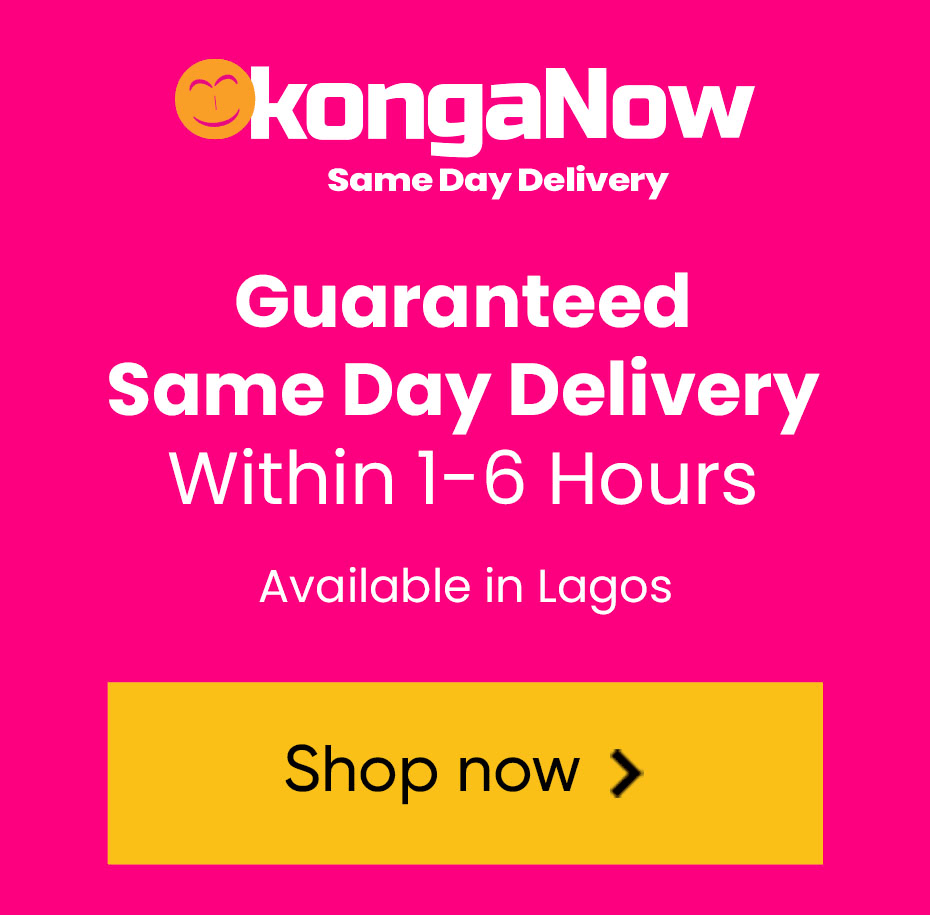 kongaNow
Same Day Delivery
Guaranteed
Same Day Delivery
Within 1-6 Hours
Available in Lagos
Shop now